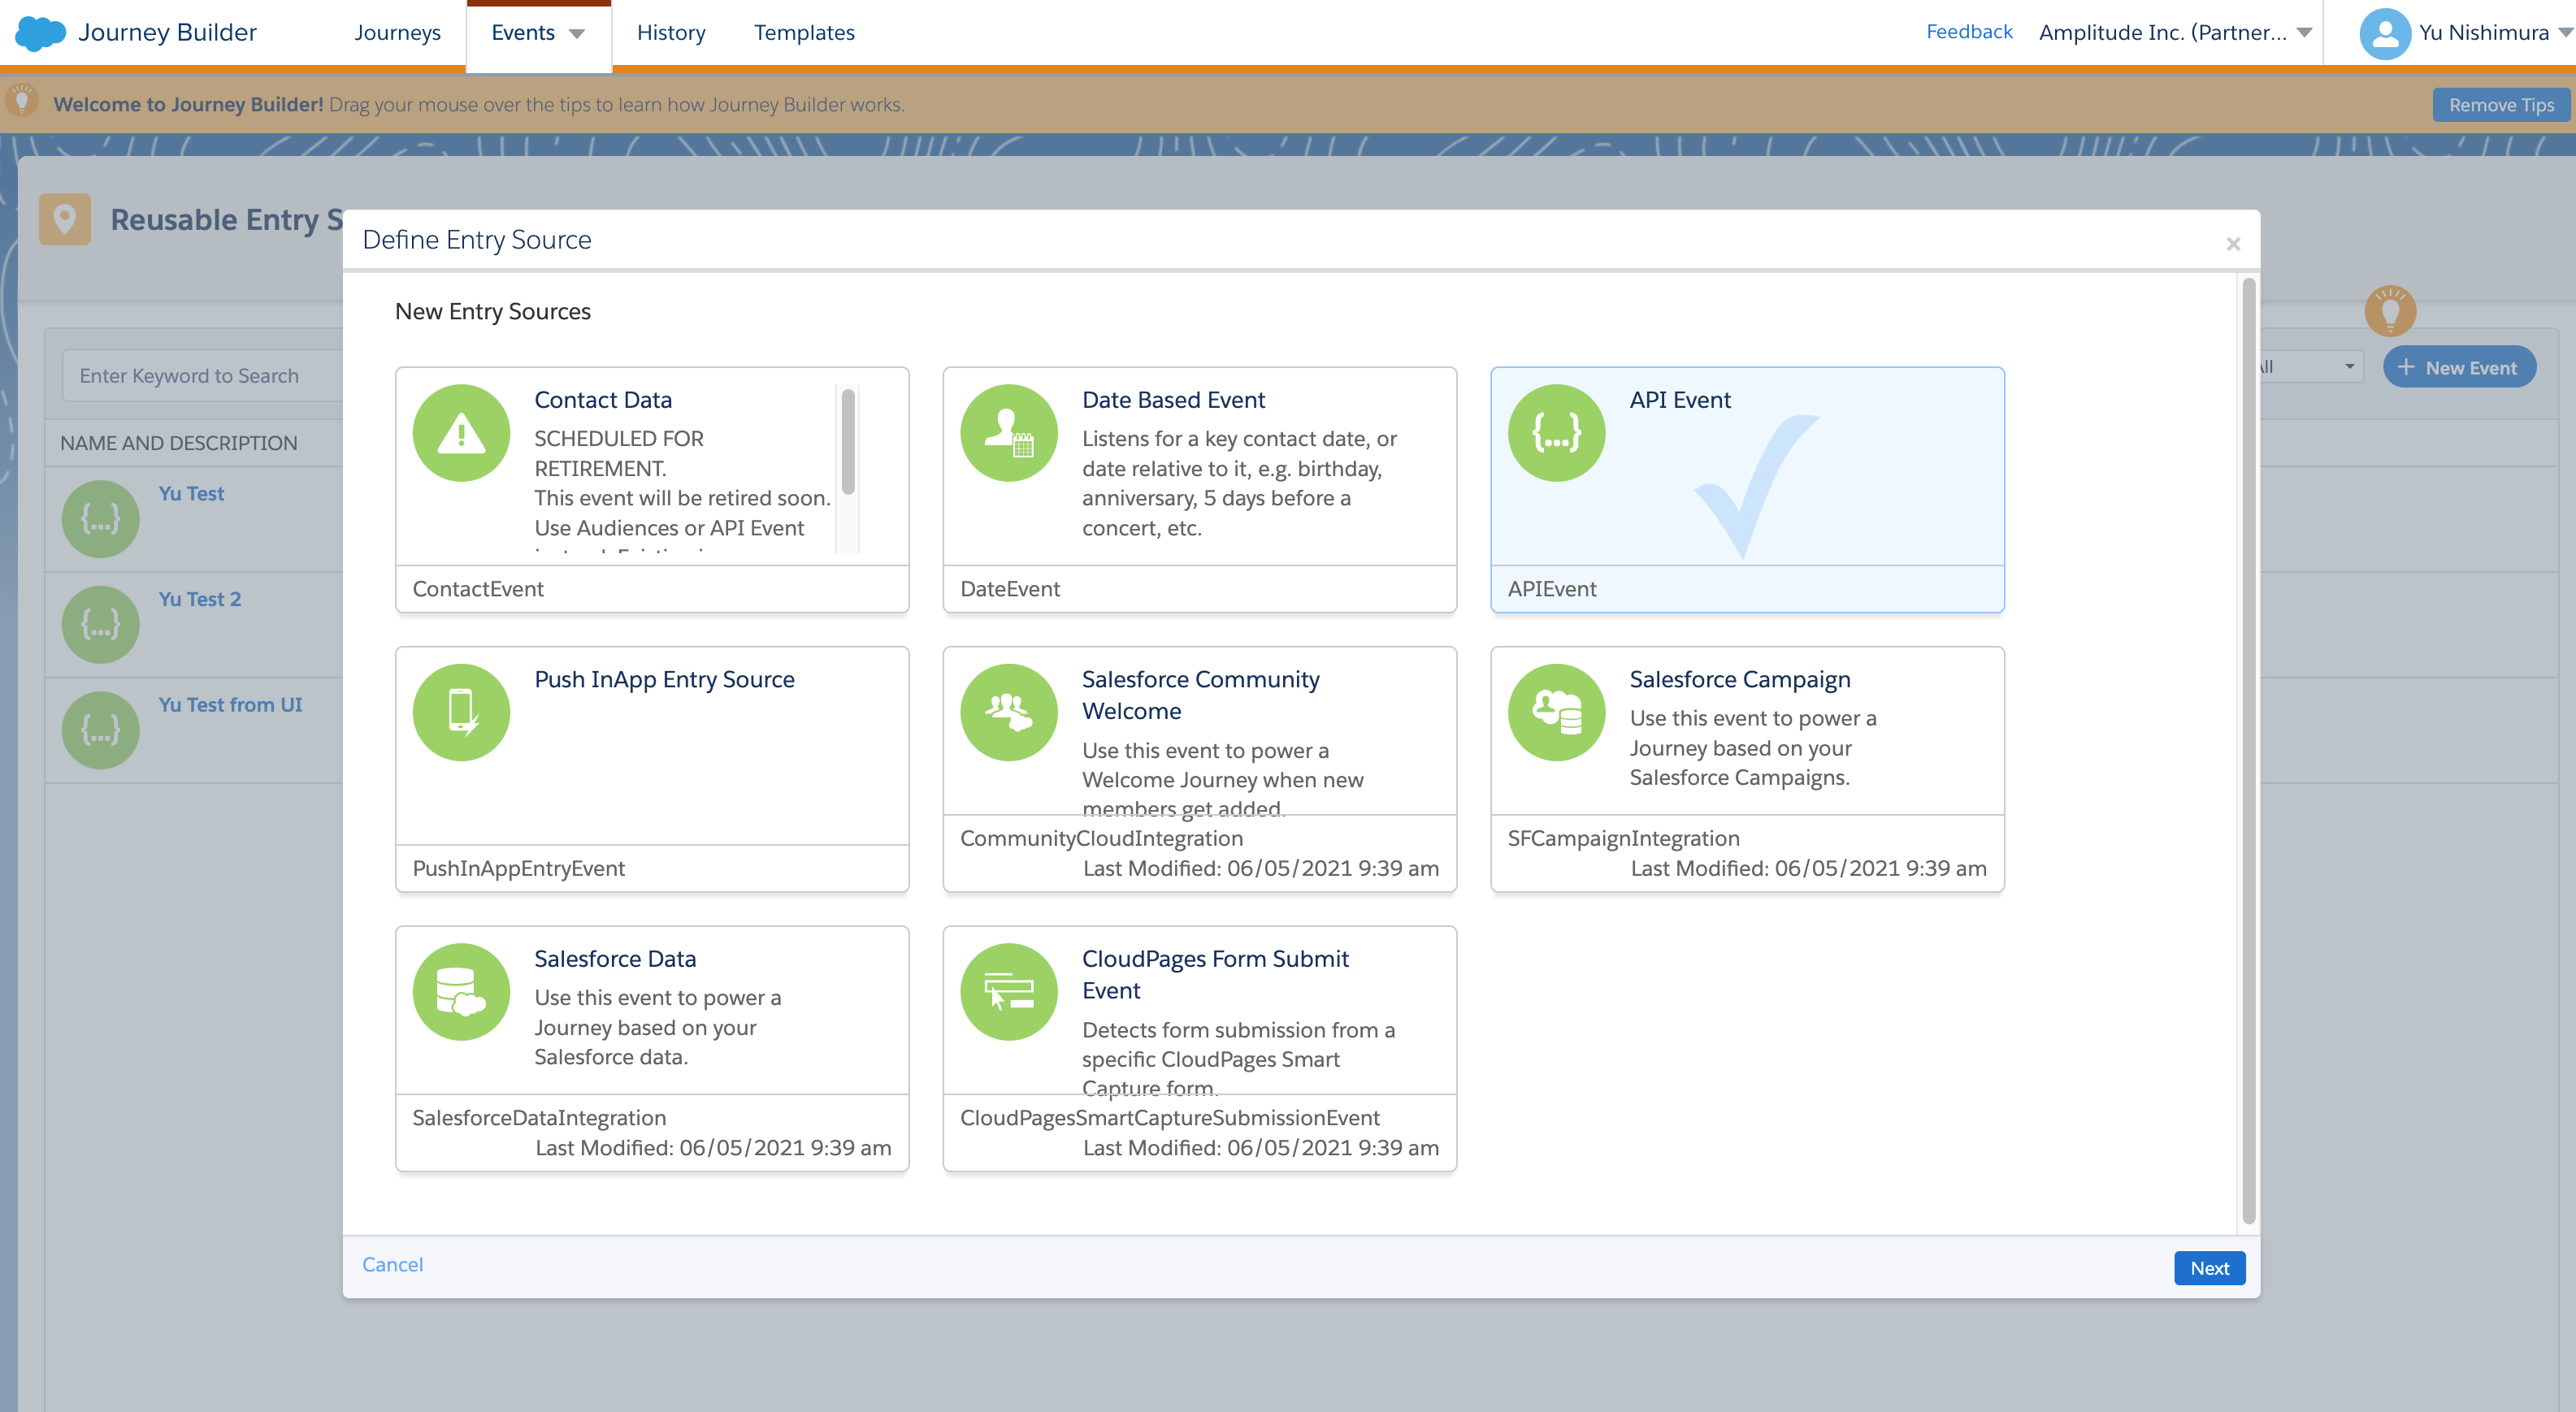 Journey Builder
Journeys
Events
History
Templates
Feedback
Amplitude Inc. (Partner...
Yu Nishimura
Welcome to Journey Builder! Drag your mouse over the tips to learn how Journey Builder works.
Remove Tips
Reusable Entry S
Define Entry Source
×
New Entry Sources
Enter Keyword to Search
+ New Event
NAME AND DESCRIPTION
Yu Test
{...}
Yu Test 2
{...}
Yu Test from UI
{...}
Contact Data
SCHEDULED FOR
RETIREMENT.
This event will be retired soon.
Use Audiences or API Event
ContactEvent
Date Based Event
Listens for a key contact date, or
date relative to it, e.g. birthday,
anniversary, 5 days before a
concert, etc.
DateEvent
{...}
API Event
APIEvent
Push InApp Entry Source
PushInAppEntryEvent
Salesforce Community
Welcome
Use this event to power a
Welcome Journey when new
members get added.
CommunityCloudIntegration
Last Modified: 06/05/2021 9:39 am
Salesforce Campaign
Use this event to power a
Journey based on your
Salesforce Campaigns.
SFCampaignIntegration
Last Modified: 06/05/2021 9:39 am
Salesforce Data
Use this event to power a
Journey based on your
Salesforce data.
SalesforceDataIntegration
Last Modified: 06/05/2021 9:39 am
CloudPages Form Submit
Event
Detects form submission from a
specific CloudPages Smart
Capture form.
CloudPagesSmartCaptureSubmissionEvent
Last Modified: 06/05/2021 9:39 am
Cancel
Next